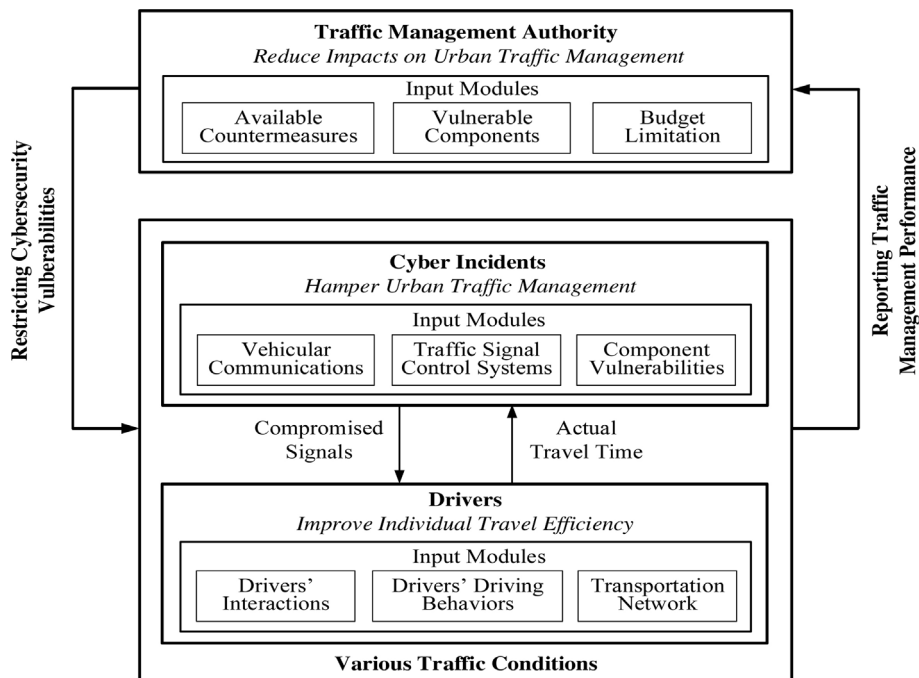 Traffic Management Authority
Reduce Impacts on Urban Traffic Management
Input Modules
Available
Countermeasures
Vulnerable
Components
Budget
Limitation
Restricting Cybersecurity
Vulberabilities
Reporting Traffic
Management Performance
Cyber Incidents
Hamper Urban Traffic Management
Input Modules
Vehicular
Communications
Traffic Signal
Control Systems
Component
Vulnerabilities
Compromised
Signals
Actual
Travel Time
Drivers
Improve Individual Travel Efficiency
Input Modules
Drivers'
Interactions
Drivers' Driving
Behaviors
Transportation
Network
Various Traffic Conditions